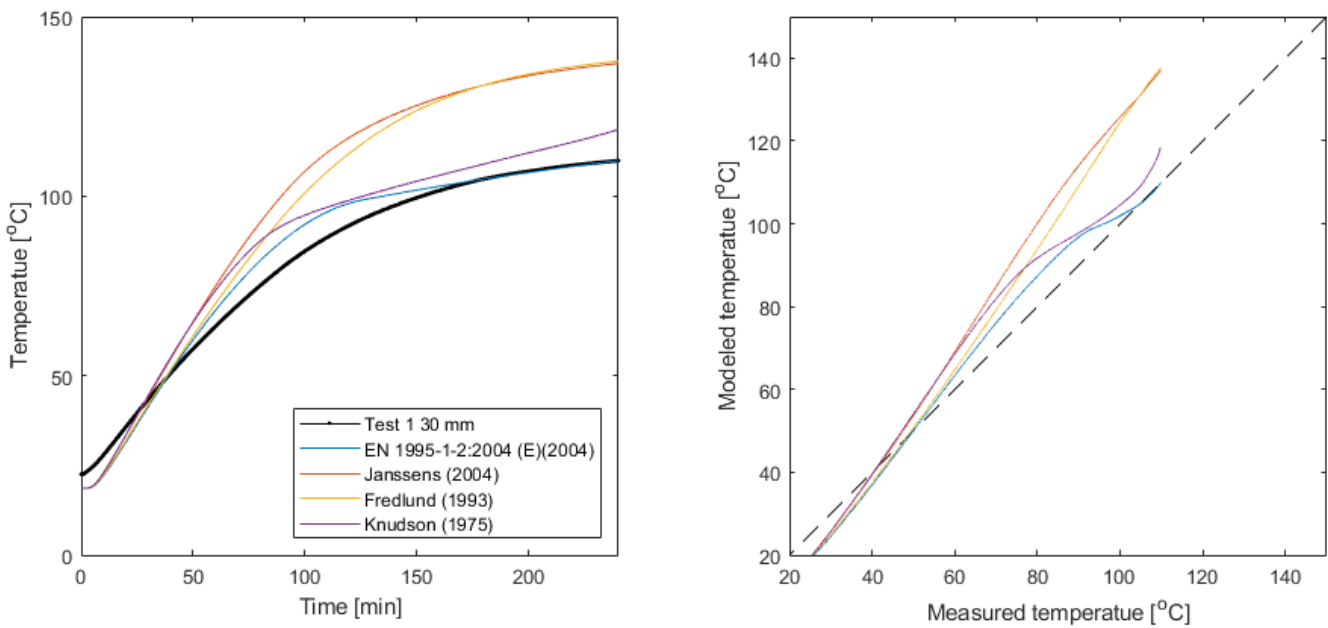 150
100
50
0
Temperatue [°C]
0
50
100
150
200
Time [min]
Test 1 30 mm
EN 1995-1-2:2004 (E)(2004)
Janssens (2004)
Fredlund (1993)
Knudson (1975)
140
120
100
80
60
40
20
Modeled temperatue [°C]
20
40
60
80
100
120
140
Measured temperatue [°C]